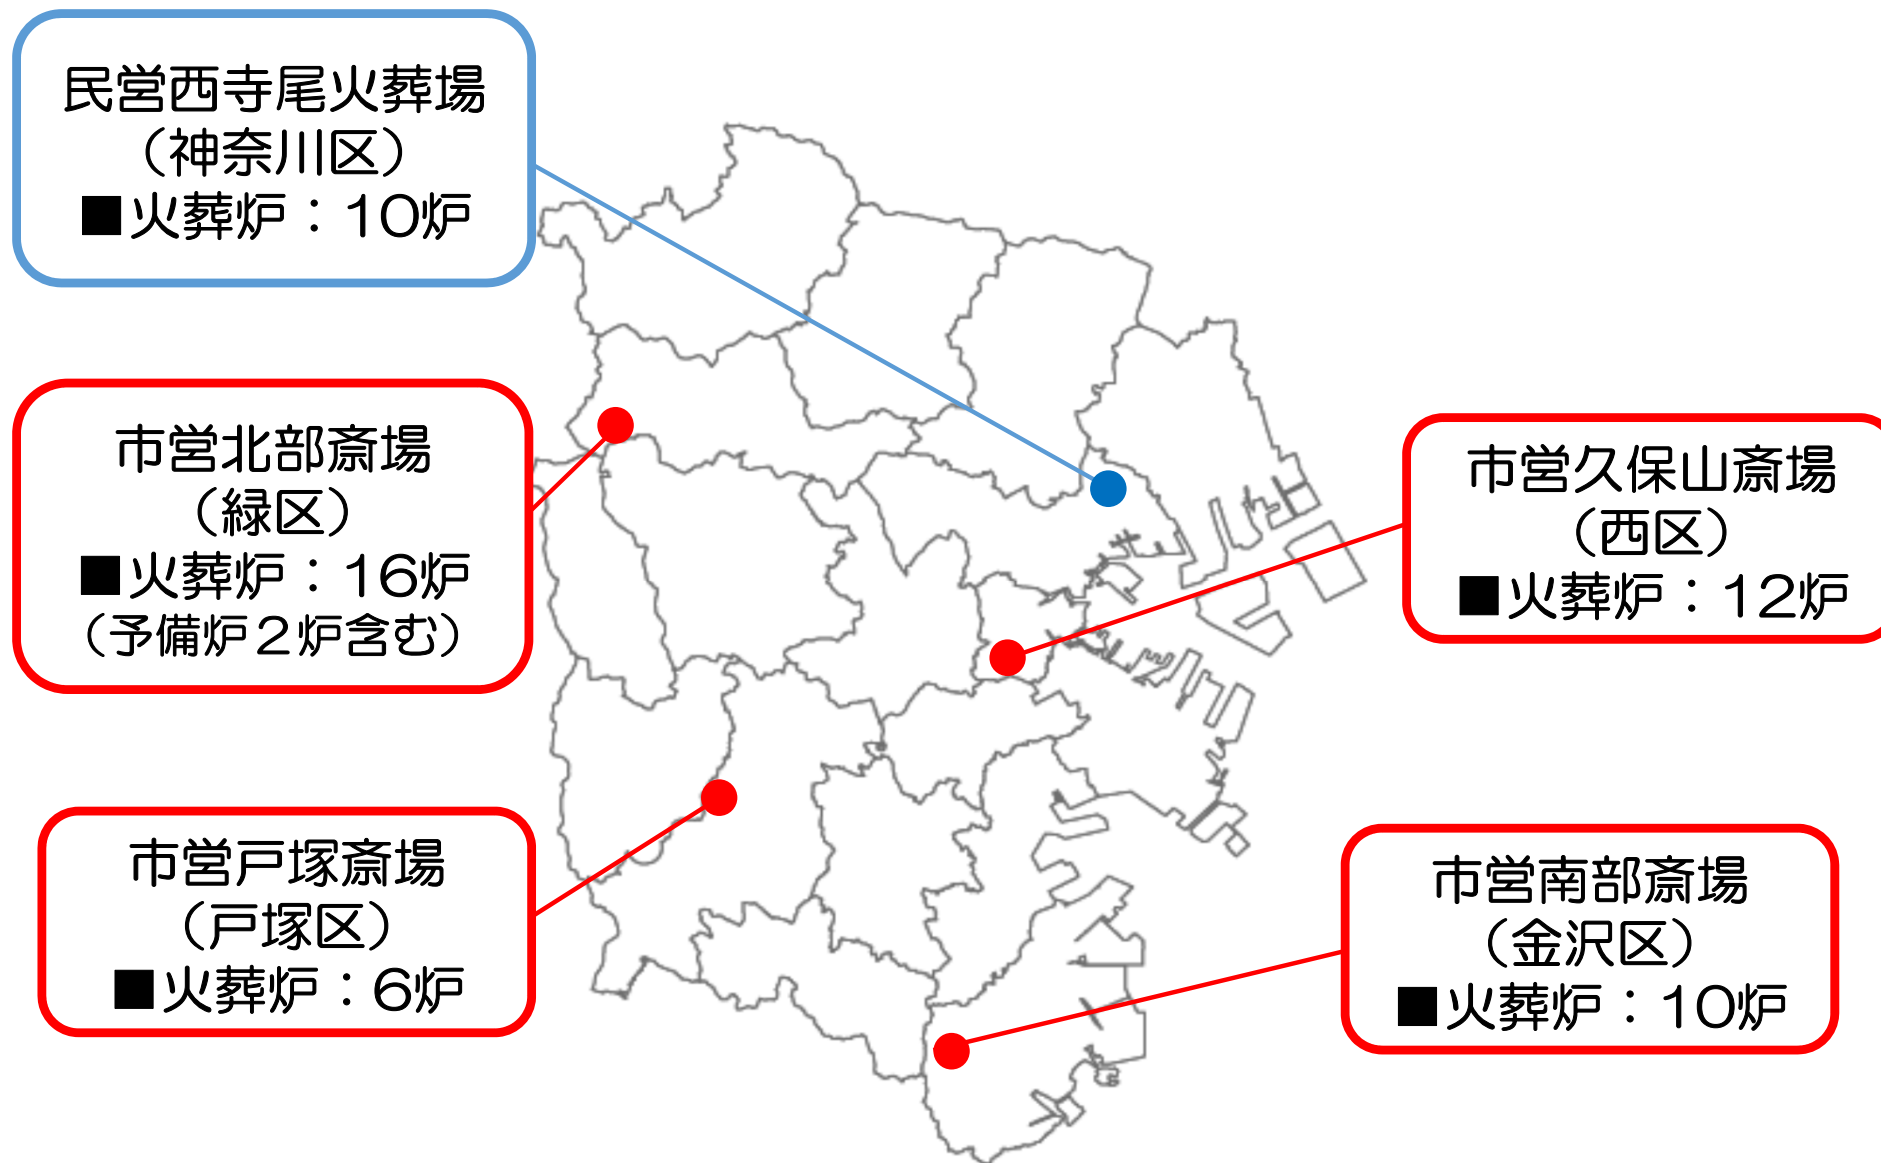 民営西寺尾火葬場
（神奈川区）
■火葬炉：10炉
市営北部斎場
（緑区）
■火葬炉：16炉
（予備炉２炉含む）
市営久保山斎場
（西区）
■火葬炉：12炉
市営戸塚斎場
（戸塚区）
■火葬炉：6炉
市営南部斎場
（金沢区）
■火葬炉：10炉